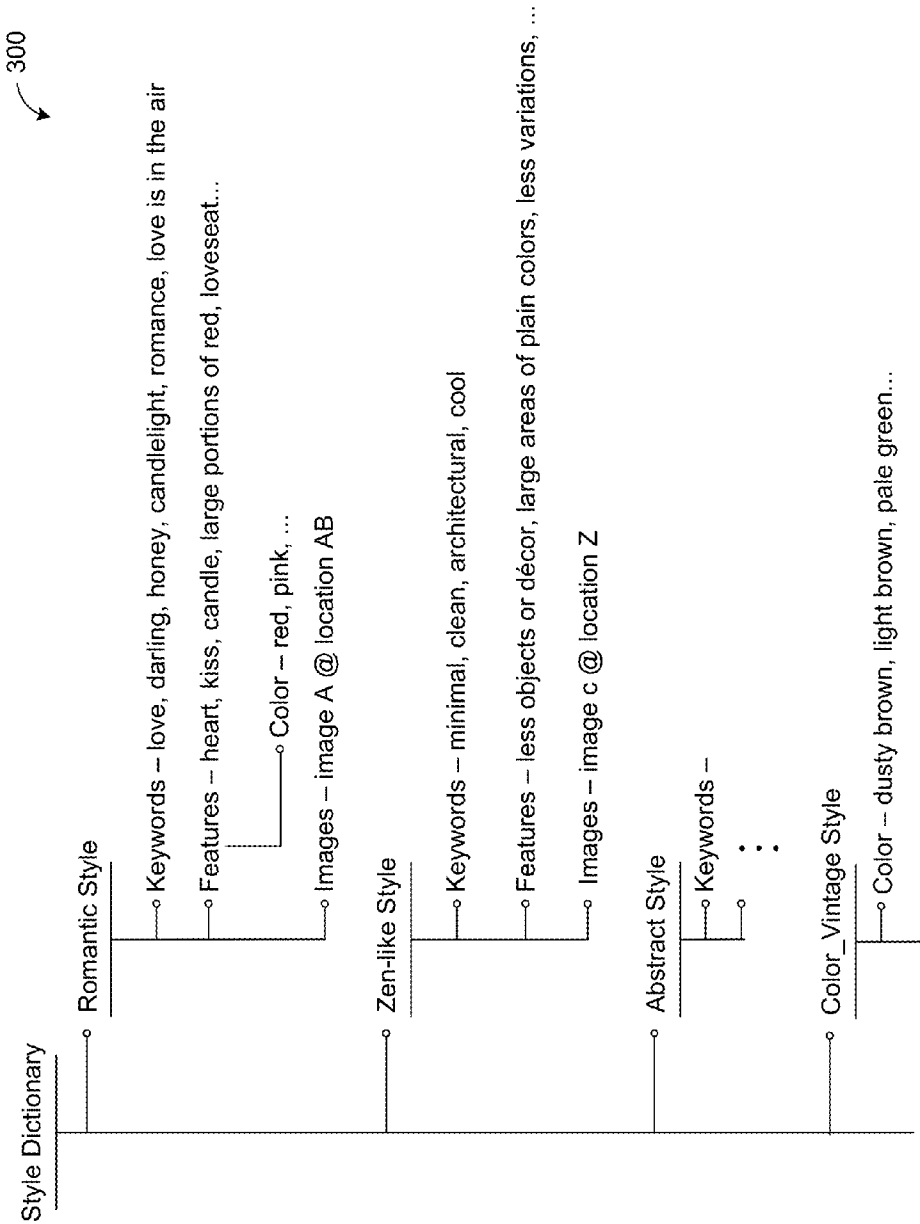 300
Style Dictionary
Romantic Style
Keywords – love, darling, honey, candlelight, romance, love is in the air
Features – heart, kiss, candle, large portions of red, loveseat...
Color – red, pink, ...
Images – image A @ location AB
Zen-like Style
Keywords – minimal, clean, architectural, cool
Features – less objects or décor, large areas of plain colors, less variations, ...
Images – image c @ location Z
Abstract Style
Keywords –
Color_Vintage Style
Color – dusty brown, light brown, pale green...